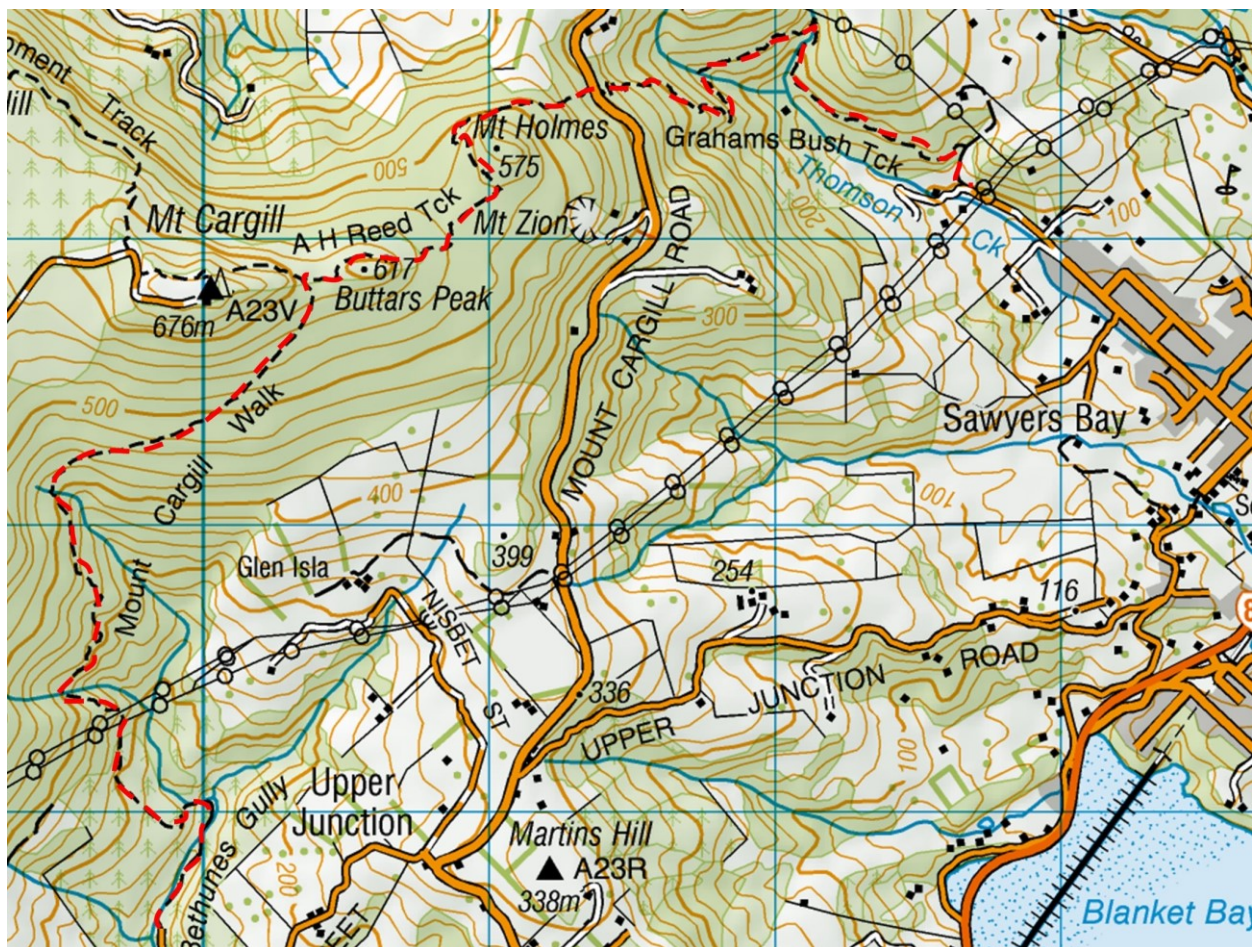 Track
Mt Holmes
575
500
Grahams Bush Tck
Thomson
Ck
200
100
Mt Cargill
A H Reed Tck
Mt Zion
617
A23V
Buttars Peak
676m
MOUNT CARGILL ROAD
300
500
Walk
Sawyers Bay
Cargill
400
100
Glen Isla
399
254
Mount
NISBET ST
116
336
UPPER JUNCTION ROAD
100
Upper
Junction
Bethunes Gully
Martins Hill
A23R
338m
200
Blanket Bay